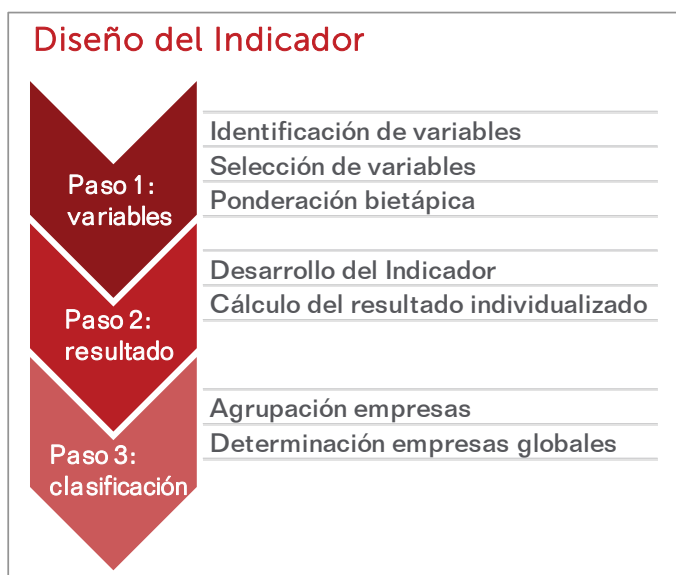 Diseño del Indicador
Paso 1:
variables
Identificación de variables
Selección de variables
Ponderación bietápica
Paso 2:
resultado
Desarrollo del Indicador
Cálculo del resultado individualizado
Paso 3:
clasificación
Agrupación empresas
Determinación empresas globales